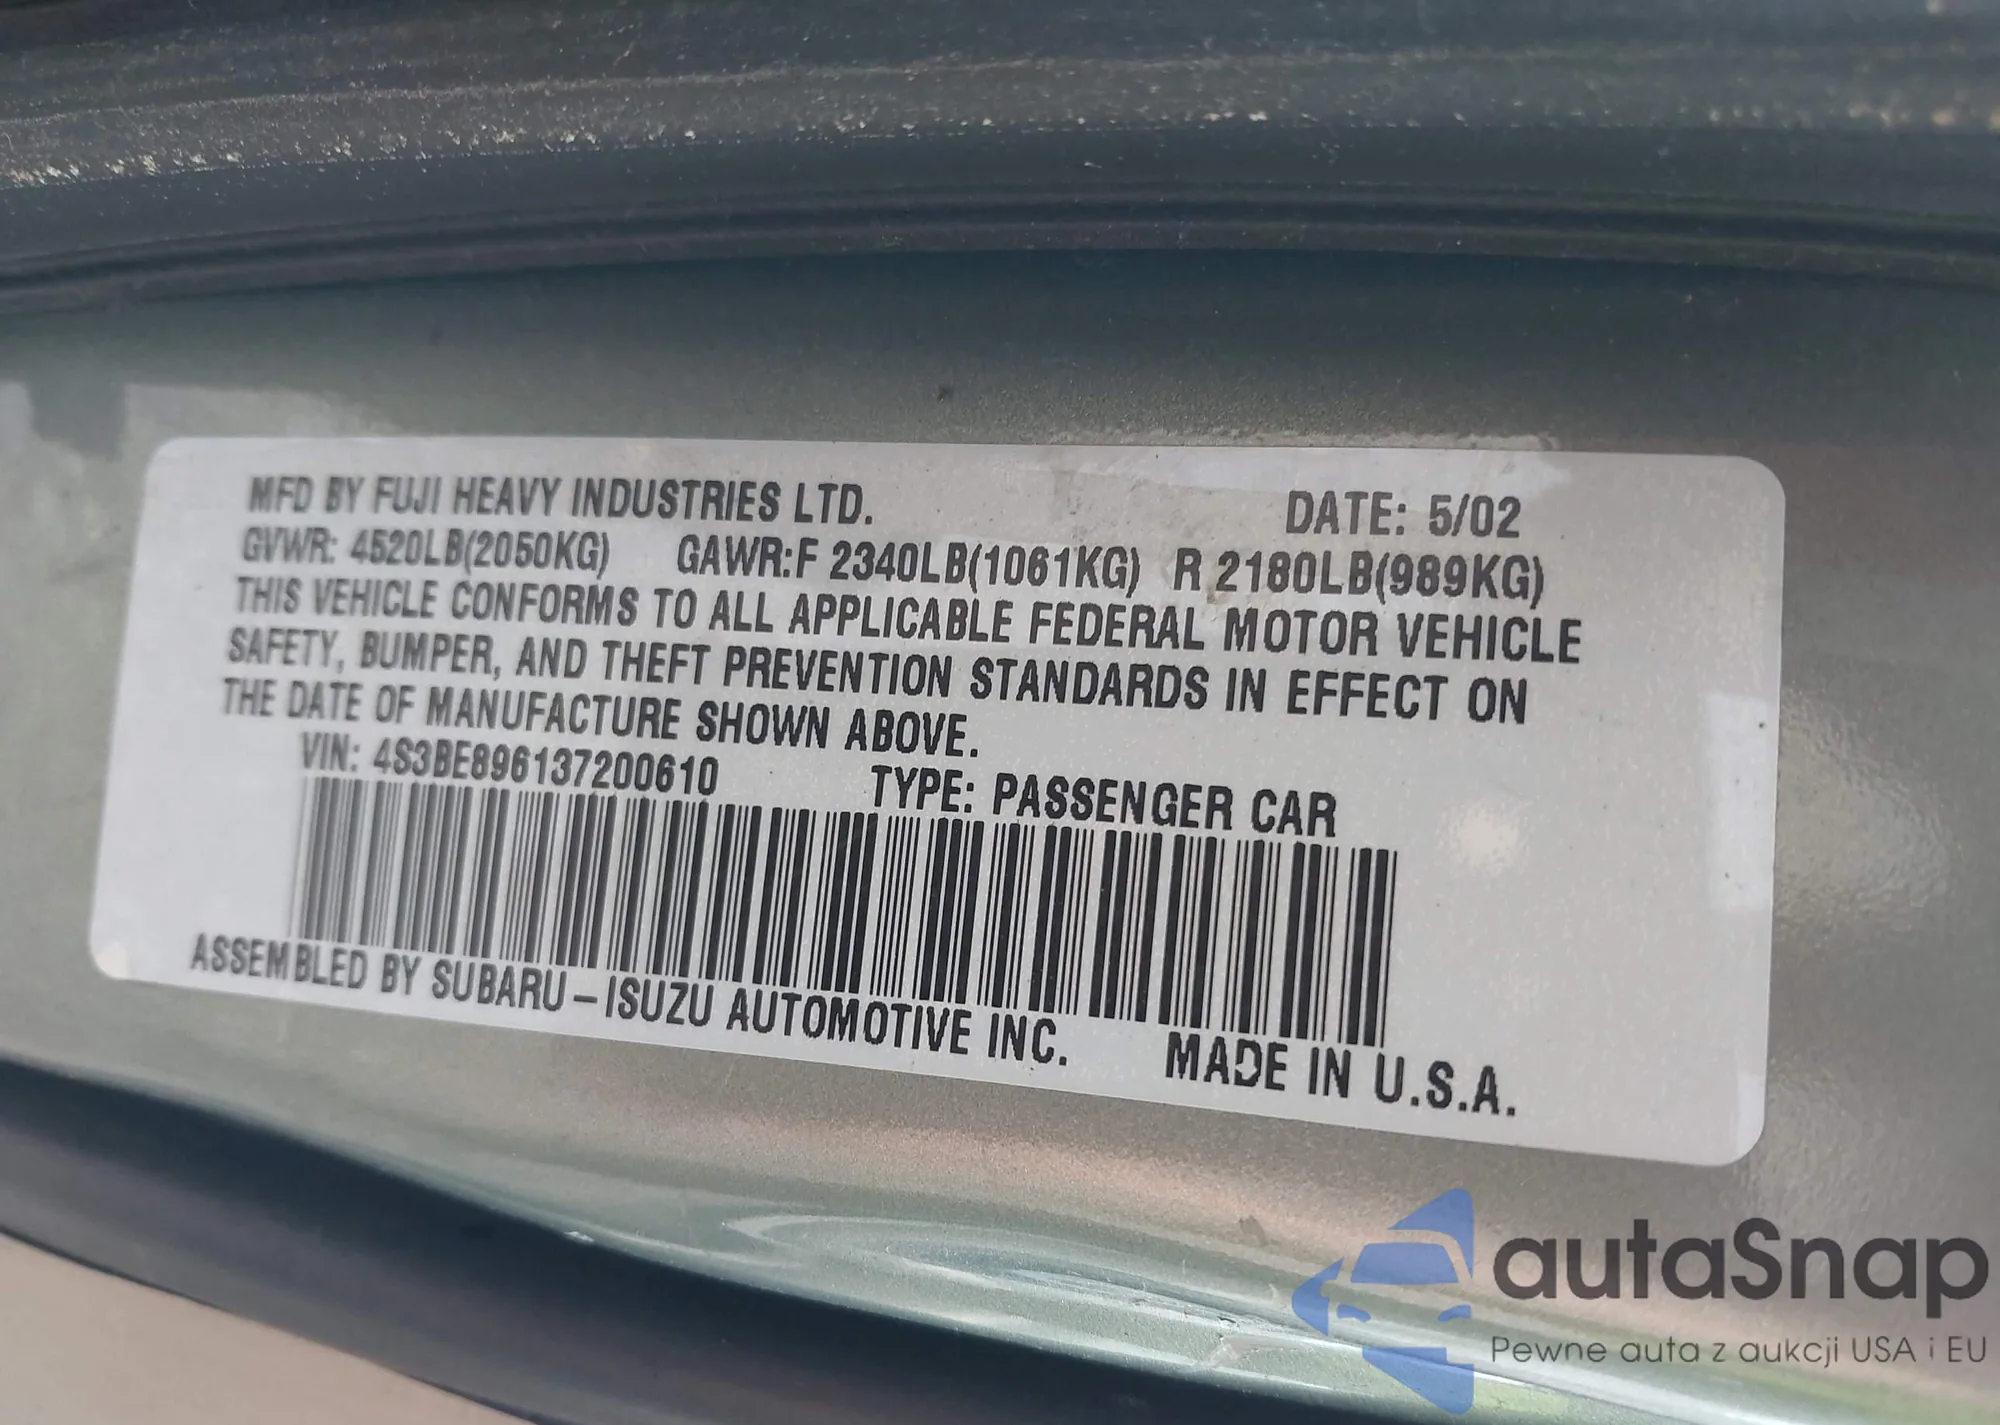 MFD BY FUJI HEAVY INDUSTRIES LTD. DATE: 5/02
GVWR: 4520LB(2050KG) GAWR:F 2340LB(1061KG) R 2180LB(989KG)
THIS VEHICLE CONFORMS TO ALL APPLICABLE FEDERAL MOTOR VEHICLE
SAFETY, BUMPER, AND THEFT PREVENTION STANDARDS IN EFFECT ON
THE DATE OF MANUFACTURE SHOWN ABOVE.
VIN: 4S3BE896137200610 TYPE: PASSENGER CAR
ASSEMBLED BY SUBARU-ISUZU AUTOMOTIVE INC. MADE IN U.S.A.
autaSnap
Pewne auta z aukcji USA i EU